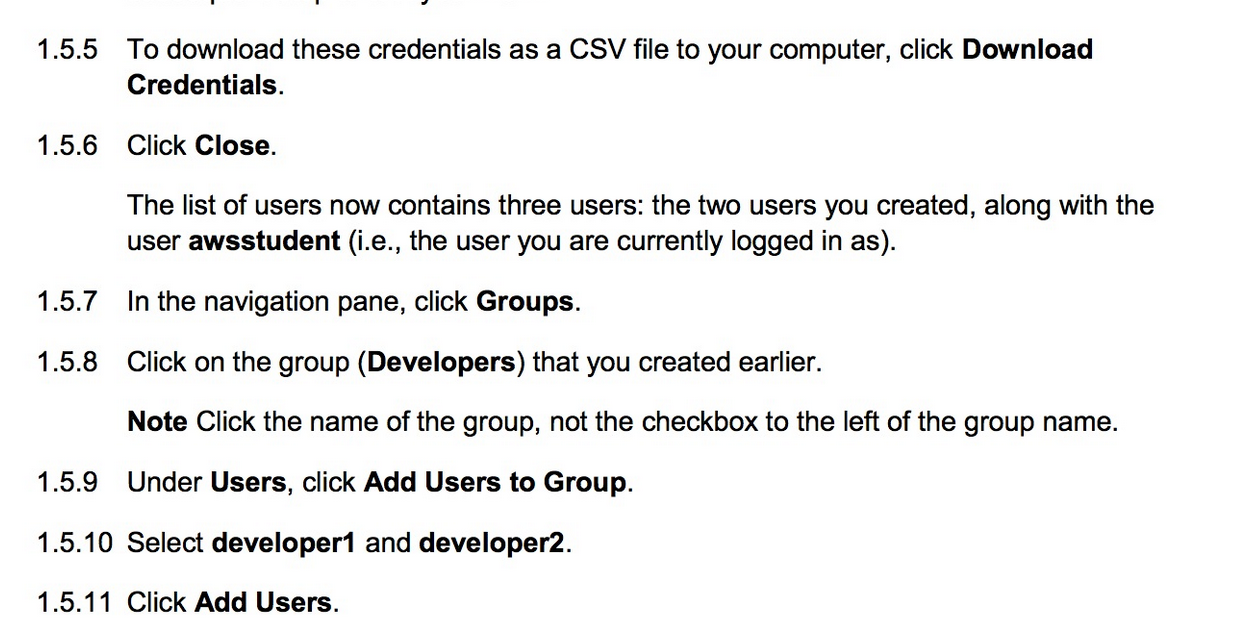 1.5.5 To download these credentials as a CSV file to your computer, click Download
Credentials.
1.5.6 Click Close.
The list of users now contains three users: the two users you created, along with the
user awsstudent (i.e., the user you are currently logged in as).
1.5.7 In the navigation pane, click Groups.
1.5.8 Click on the group (Developers) that you created earlier.
Note Click the name of the group, not the checkbox to the left of the group name.
1.5.9 Under Users, click Add Users to Group.
1.5.10 Select developer1 and developer2.
1.5.11 Click Add Users.